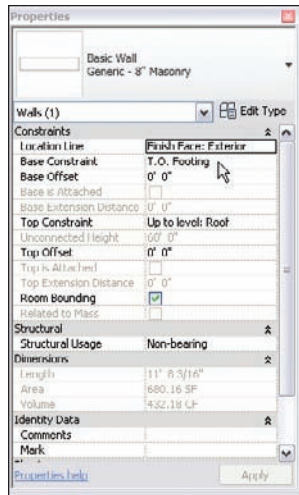 Properties
Basic Wall
Generic - 8" Masonry
Walls (1) Edit Type
Constraints
Location Line Finish Face: Exterior
Base Constraint T.O. Footing
Base Offset 0' 0"
Base is Attached
Base Extension Distance 0' 0"
Top Constraint Up to level: Roof
Unconnected Height 60' 0"
Top Offset 0' 0"
Top is Attached
Top Extension Distance 0' 0"
Room Bounding
Related to Mass
Structural
Structural Usage Non-bearing
Dimensions
Length 11' 8 3/16"
Area 680.16 SF
Volume 432.18 CF
Identity Data
Comments
Mark
Properties help Apply